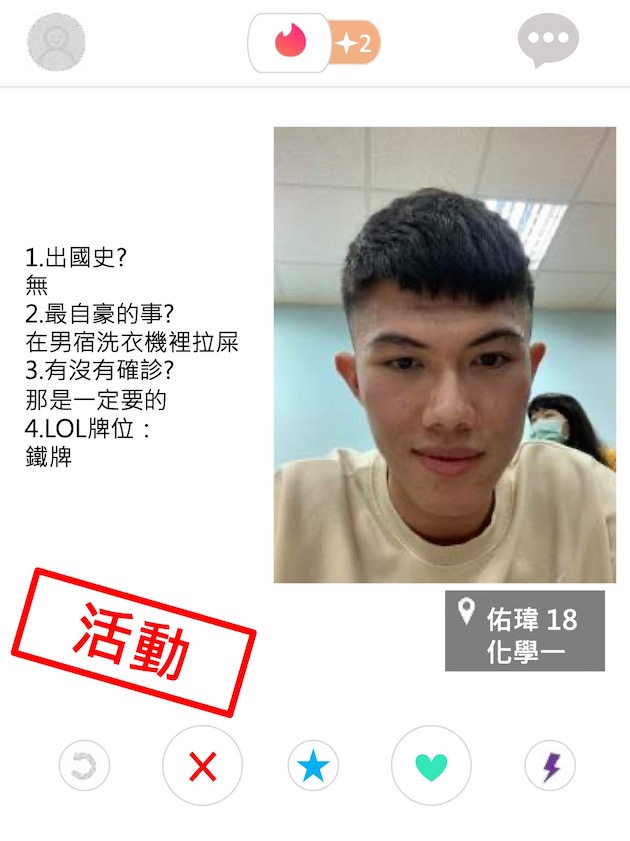 2
1.出國史?
無
2.最自豪的事?
在男宿洗衣機裡拉屎
3.有沒有確診?
那是一定要的
4.LOL牌位：
鐵牌
活動
佑瑋 18
化學一